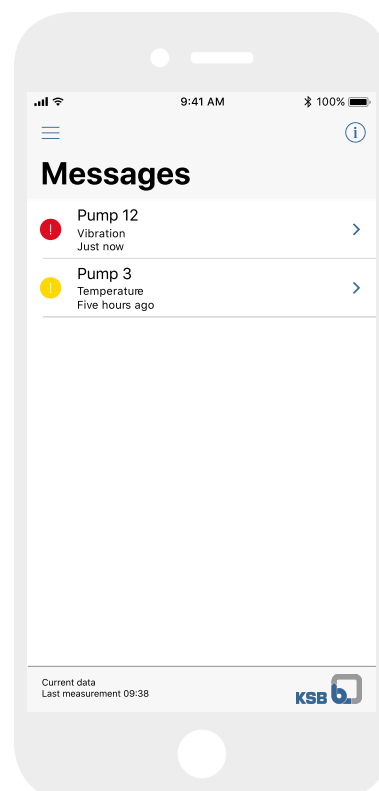 9:41 AM 100%
i
Messages
! Pump 12
Vibration
Just now
! Pump 3
Temperature
Five hours ago
Current data
Last measurement 09:38
KSB b.